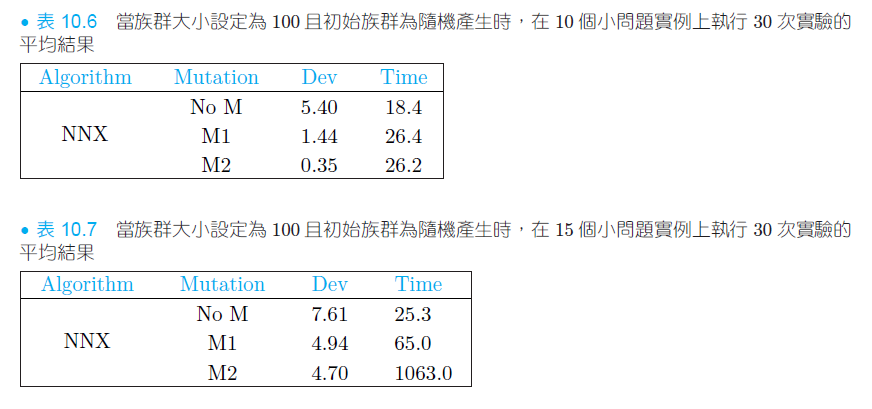 • 表 10.6 當族群大小設定為 100 且初始族群為隨機產生時，在 10 個小問題實例上執行 30 次實驗的
平均結果
Algorithm Mutation Dev Time
No M 5.40 18.4
NNX M1 1.44 26.4
M2 0.35 26.2
• 表 10.7 當族群大小設定為 100 且初始族群為隨機產生時，在 15 個小問題實例上執行 30 次實驗的
平均結果
Algorithm Mutation Dev Time
No M 7.61 25.3
NNX M1 4.94 65.0
M2 4.70 1063.0